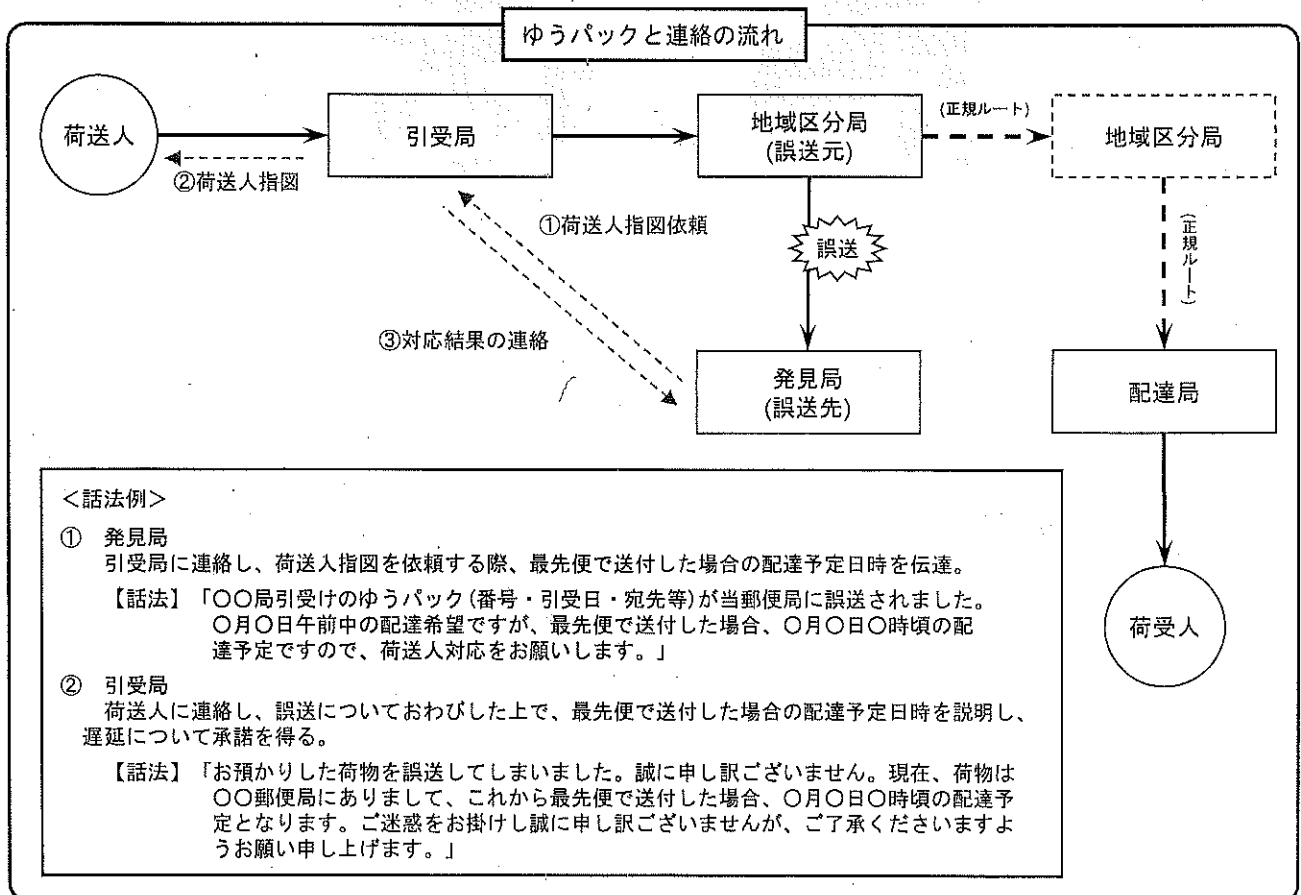 ゆうパックと連絡の流れ
荷送人
引受局
地域区分局
(誤送元)
(正規ルート)
地域区分局
②荷送人指図
①荷送人指図依頼
誤送
(正規ルート)
③対応結果の連絡
発見局
(誤送先)
配達局
荷受人
<話法例>
① 発見局
引受局に連絡し、荷送人指図を依頼する際、最先便で送付した場合の配達予定日時を伝達。
【話法】「○○局引受けのゆうパック(番号・引受日・宛先等)が当郵便局に誤送されました。
○月○日午前中の配達希望ですが、最先便で送付した場合、○月○日○時頃の配
達予定ですので、荷送人対応をお願いします。」
② 引受局
荷送人に連絡し、誤送についておわびした上で、最先便で送付した場合の配達予定日時を説明し、
遅延について承諾を得る。
【話法】「お預かりした荷物を誤送してしまいました。誠に申し訳ございません。現在、荷物は
○○郵便局にありまして、これから最先便で送付した場合、○月○日○時頃の配達予
定となります。ご迷惑をお掛けし誠に申し訳ございませんが、ご了承くださいますよ
うお願い申し上げます。」